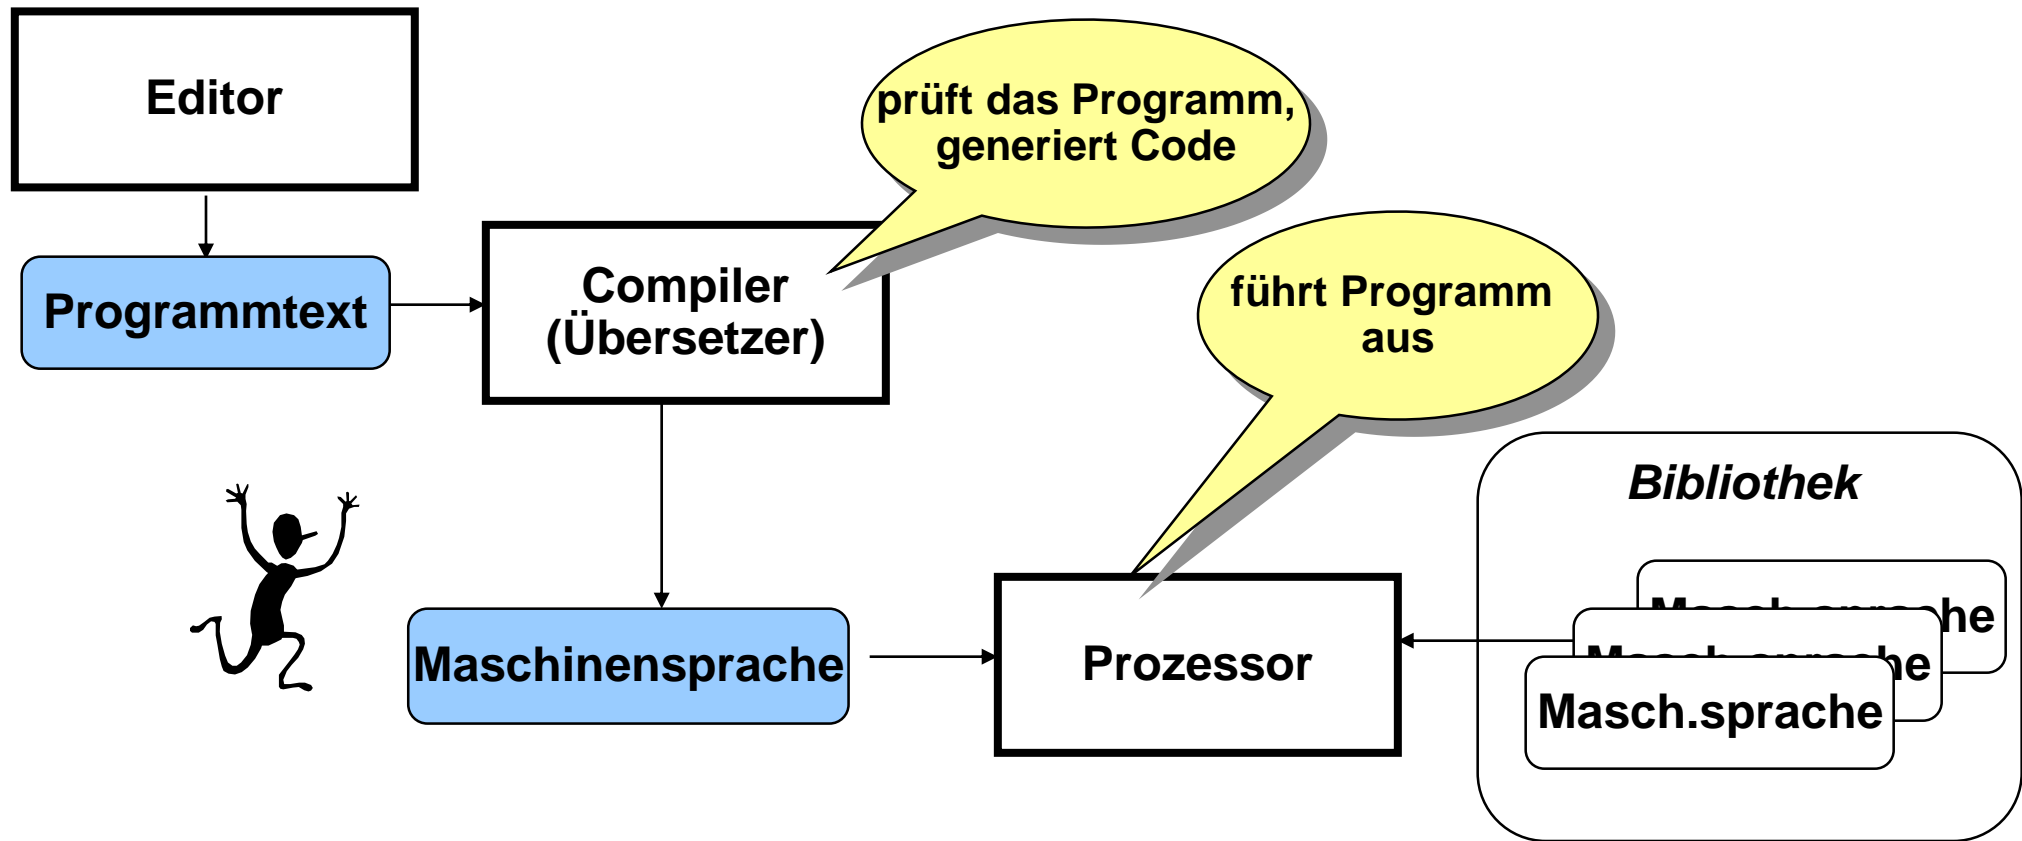 Editor
prüft das Programm,
generiert Code
Programmtext
Compiler
(Übersetzer)
führt Programm
aus
Bibliothek
Maschinensprache
Prozessor
Masch.sprache